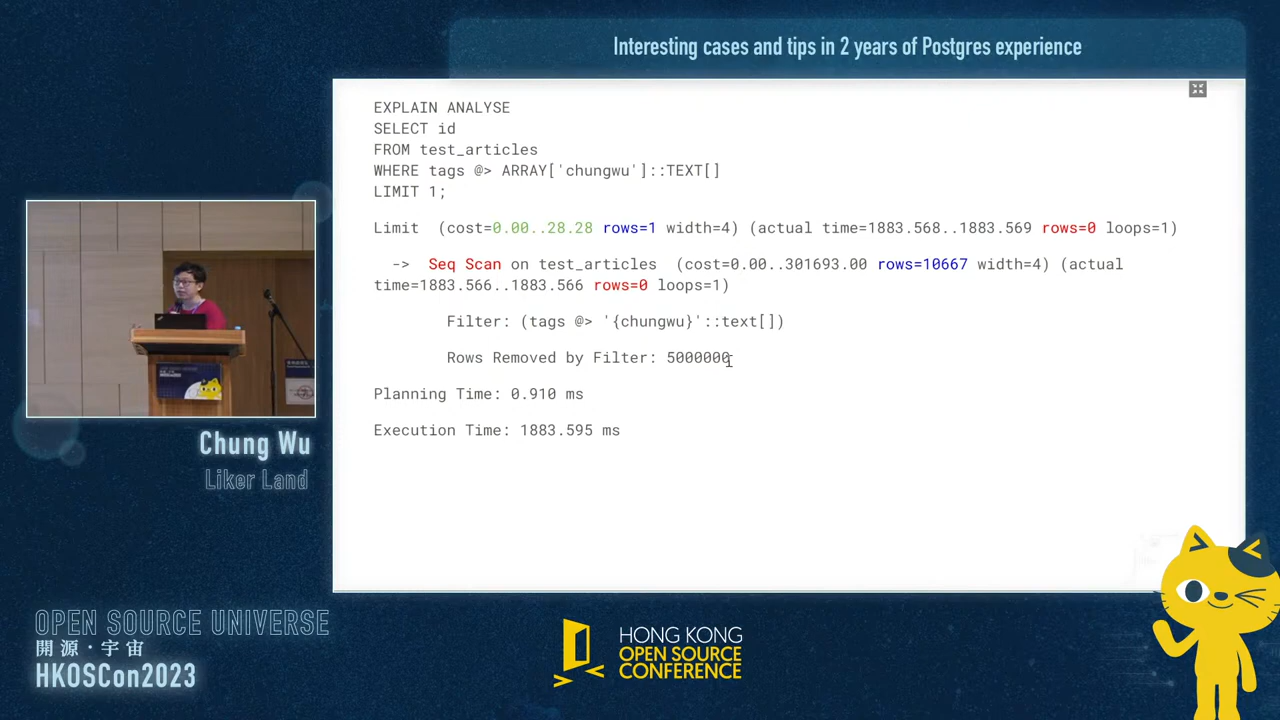 Interesting cases and tips in 2 years of Postgres experience
EXPLAIN ANALYSE
SELECT id
FROM test_articles
WHERE tags @> ARRAY['chungwu']::TEXT[]
LIMIT 1;
Limit (cost=0.00..28.28 rows=1 width=4) (actual time=1883.568..1883.569 rows=0 loops=1)
-> Seq Scan on test_articles (cost=0.00..301693.00 rows=10667 width=4) (actual
time=1883.566..1883.566 rows=0 loops=1)
Filter: (tags @> '{chungwu}'::text[])
Rows Removed by Filter: 5000000
Planning Time: 0.910 ms
Execution Time: 1883.595 ms
Chung Wu
Liker Land
OPEN SOURCE UNIVERSE
開源・宇宙
HKOSCon2023
HONG KONG
OPEN SOURCE
CONFERENCE